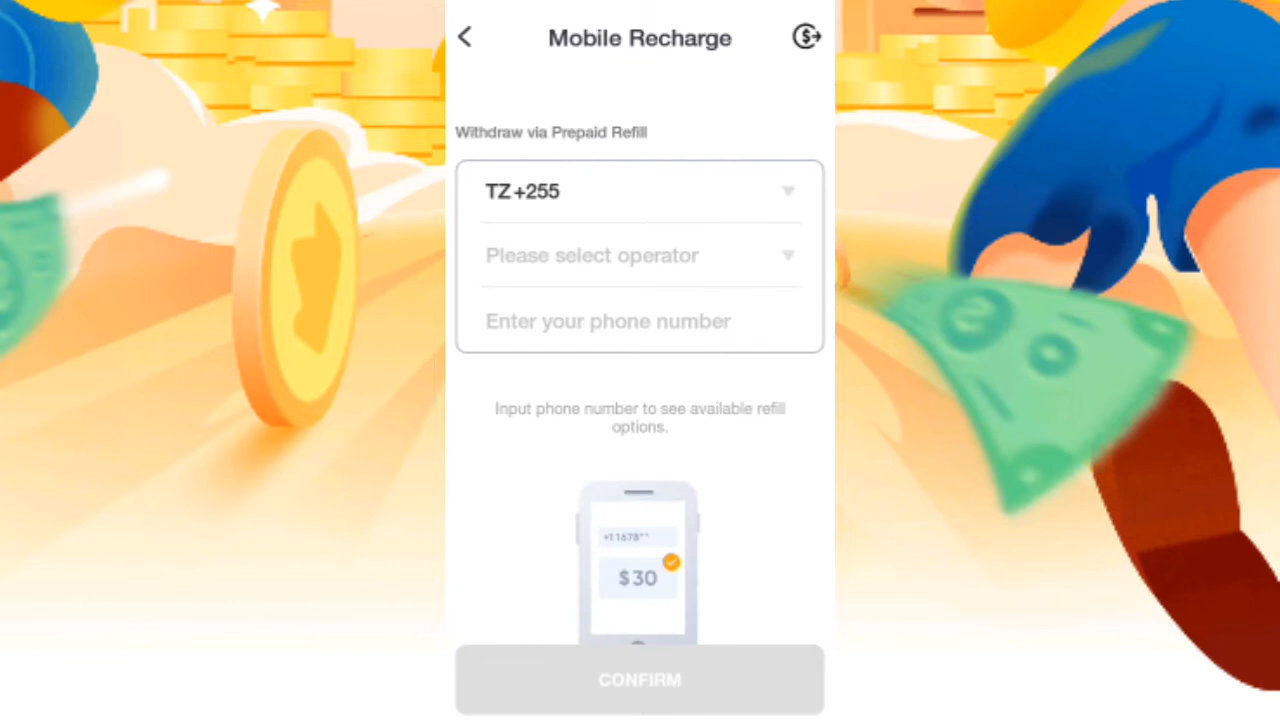 Mobile Recharge
$
Withdraw via Prepaid Refill
TZ +255
Please select operator
Enter your phone number
Input phone number to see available refill
options.
+11678**
$30
CONFIRM